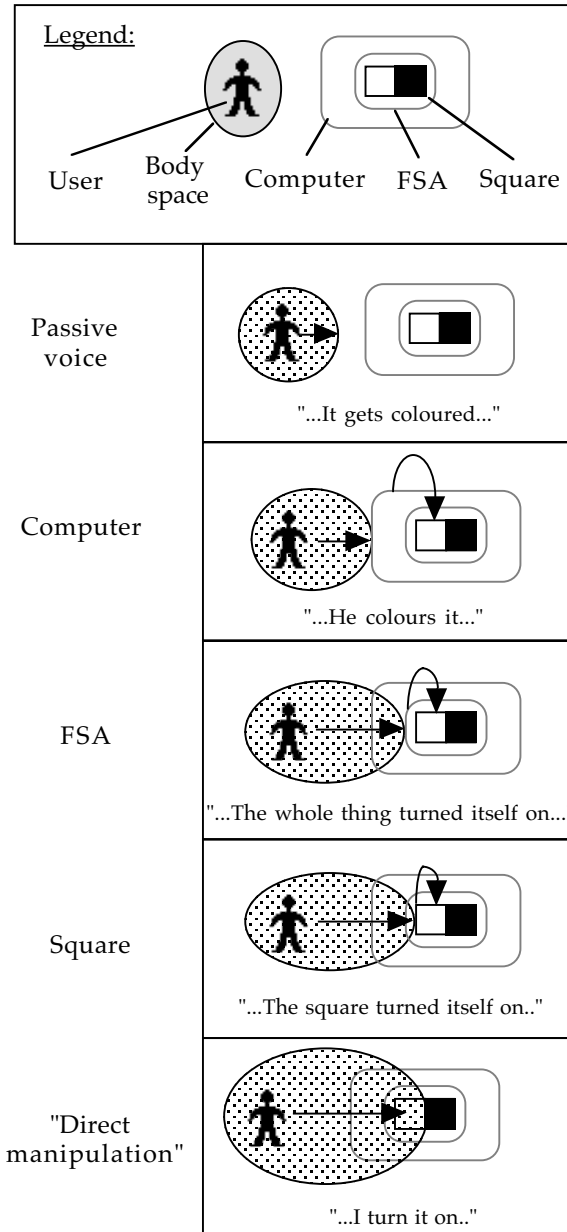 Legend:
User
Body
space
Computer
FSA
Square
Passive
voice
"...It gets coloured..."
Computer
"...He colours it..."
FSA
"...The whole thing turned itself on...
Square
"...The square turned itself on.."
"Direct
manipulation"
"...I turn it on.."